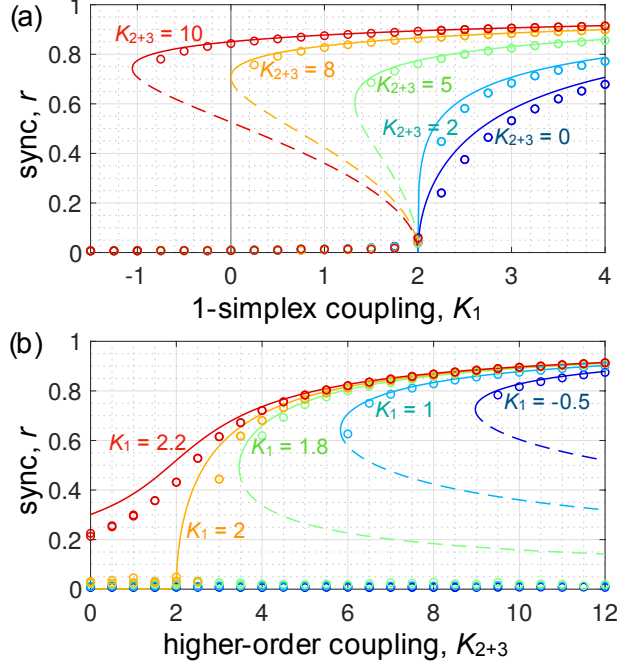 (a)
1
0.8
0.6
0.4
0.2
0
sync, r
K2+3 = 10
K2+3 = 8
K2+3 = 5
K2+3 = 2
K2+3 = 0
-1 0 1 2 3 4
1-simplex coupling, K1
(b)
1
0.8
0.6
0.4
0.2
0
sync, r
K1 = 2.2
K1 = 2
K1 = 1.8
K1 = 1
K1 = -0.5
0 2 4 6 8 10 12
higher-order coupling, K2+3